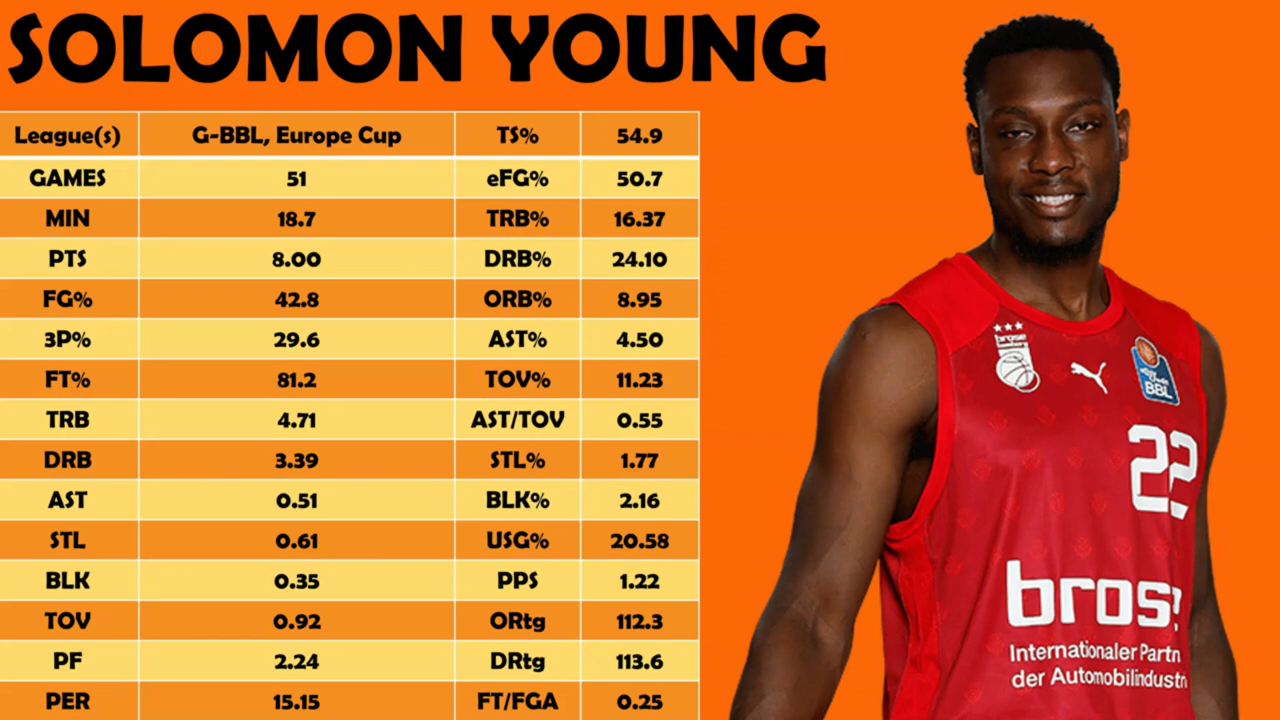 SOLOMON YOUNG
League(s) G-BBL, Europe Cup TS% 54.9
GAMES 51 eFG% 50.7
MIN 18.7 TRB% 16.37
PTS 8.00 DRB% 24.10
FG% 42.8 ORB% 8.95
3P% 29.6 AST% 4.50
FT% 81.2 TOV% 11.23
TRB 4.71 AST/TOV 0.55
DRB 3.39 STL% 1.77
AST 0.51 BLK% 2.16
STL 0.61 USG% 20.58
BLK 0.35 PPS 1.22
TOV 0.92 ORtg 112.3
PF 2.24 DRtg 113.6
PER 15.15 FT/FGA 0.25
brose
BBL
22
bros
Internationaler Partn
der Automobilindustr